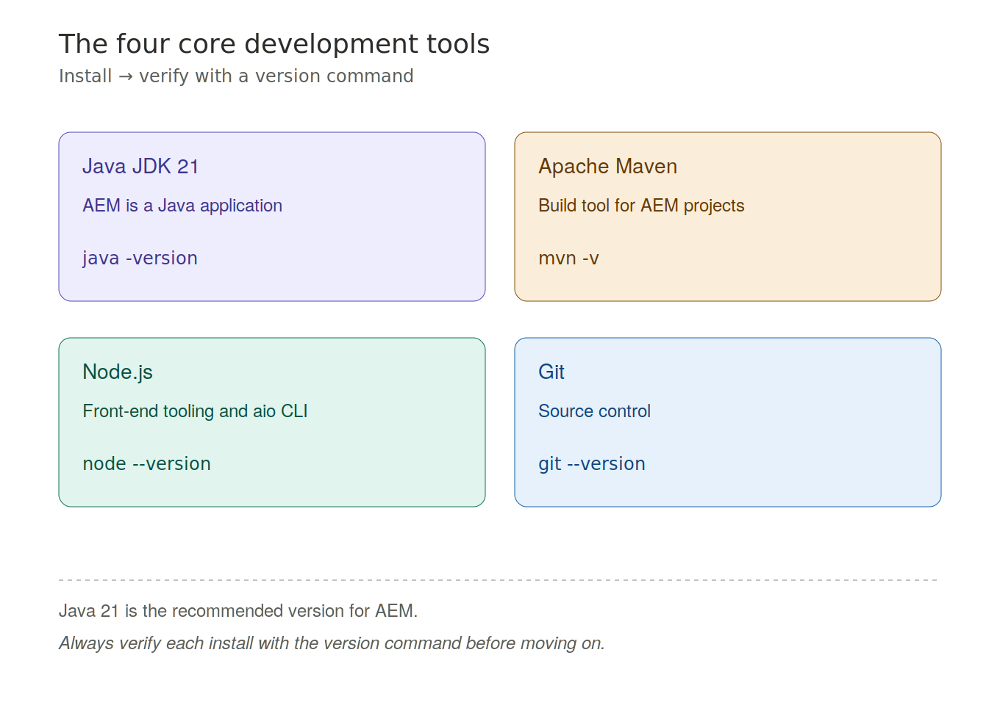 The four core development tools
Install → verify with a version command
Java JDK 21
AEM is a Java application
java -version
Apache Maven
Build tool for AEM projects
mvn -v
Node.js
Front-end tooling and aio CLI
node --version
Git
Source control
git --version
Java 21 is the recommended version for AEM.
Always verify each install with the version command before moving on.